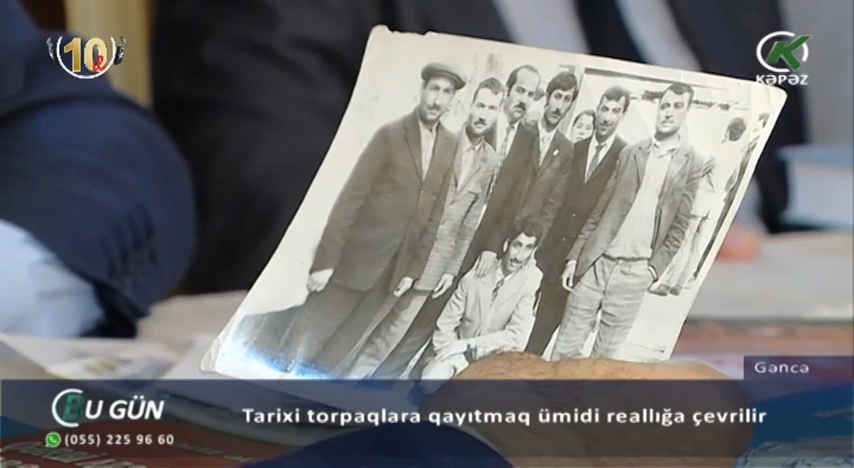 10
KƏPƏZ
Gəncə
BU GÜN
(055) 225 96 60
Tarixi torpaqlara qayıtmaq ümidi reallığa çevrilir